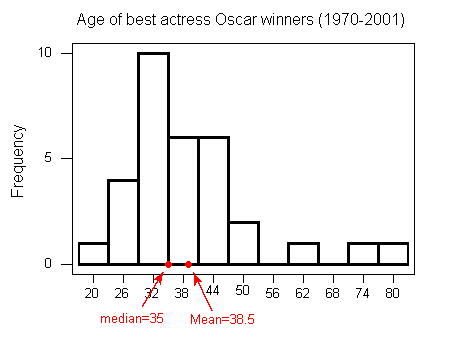 Age of best actress Oscar winners (1970-2001)
10
5
0
Frequency
20 26 32 38 44 50 56 62 68 74 80
median=35
Mean=38.5